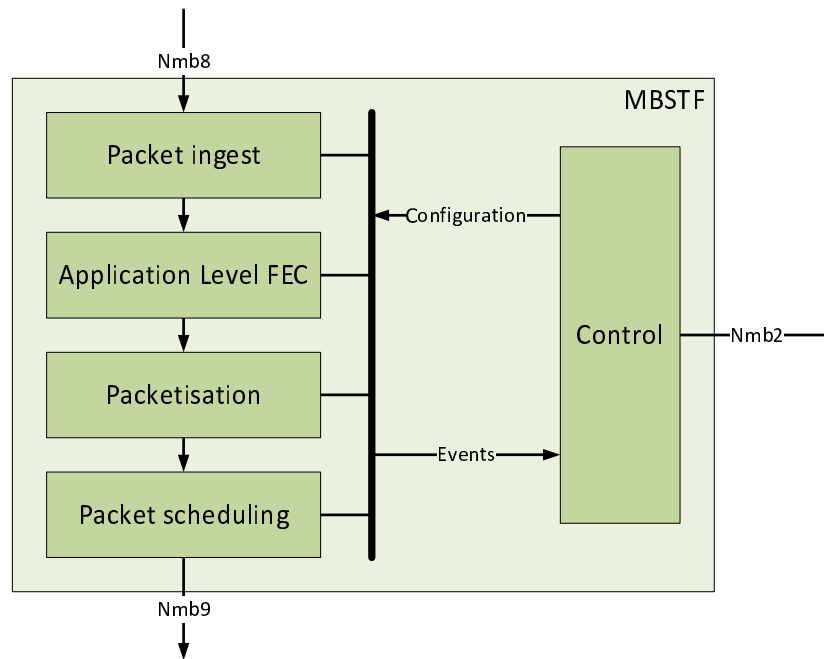 Nmb8
MBSTF
Packet ingest
Configuration
Application Level FEC
Control
Nmb2
Packetisation
Events
Packet scheduling
Nmb9